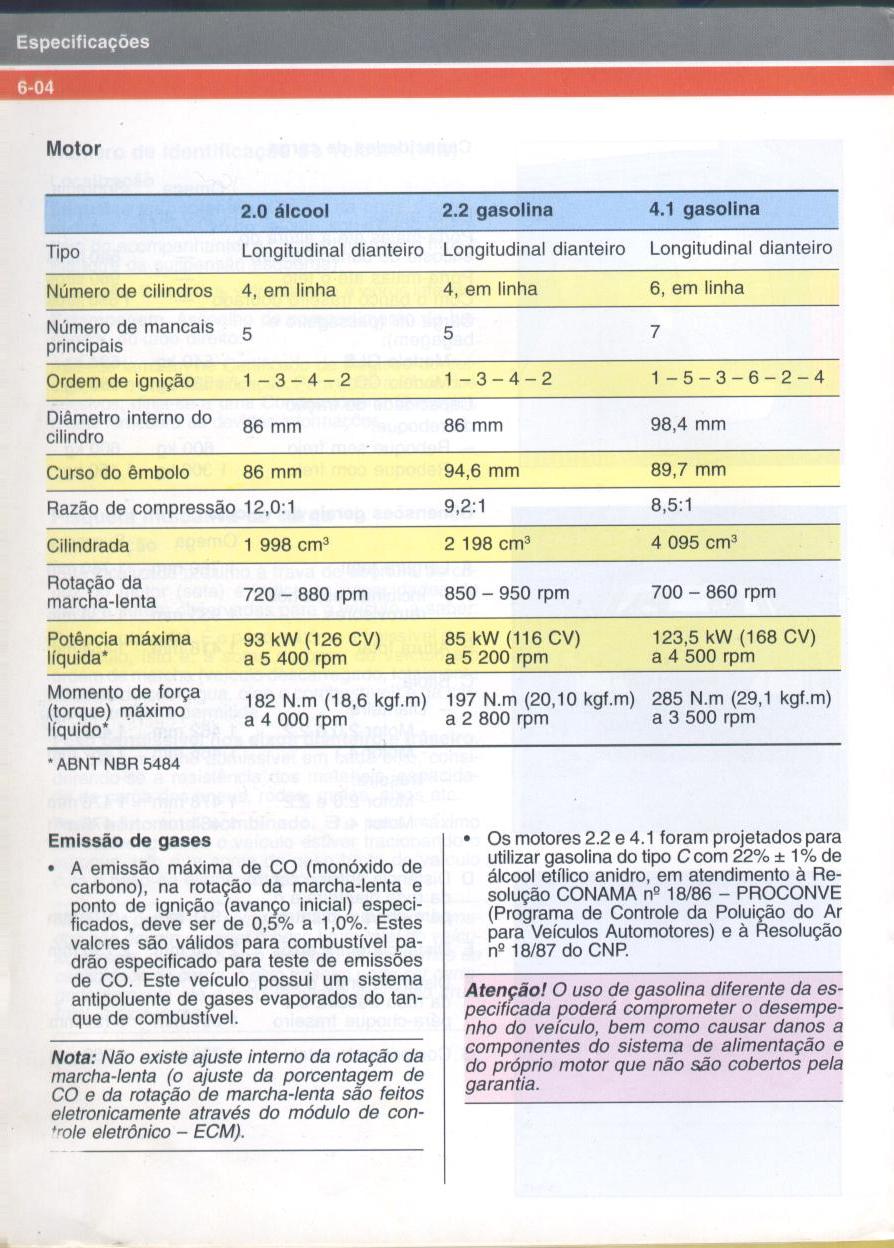 Especificações
6-04
Motor
2.0 álcool 2.2 gasolina 4.1 gasolina
Tipo Longitudinal dianteiro Longitudinal dianteiro Longitudinal dianteiro
Número de cilindros 4, em linha 4, em linha 6, em linha
Número de mancais
principais 5 5 7
Ordem de ignição 1 – 3 – 4 – 2 1 – 3 – 4 – 2 1 – 5 – 3 – 6 – 2 – 4
Diâmetro interno do
cilindro 86 mm 86 mm 98,4 mm
Curso do êmbolo 86 mm 94,6 mm 89,7 mm
Razão de compressão 12,0:1 9,2:1 8,5:1
Cilindrada 1 998 cm³ 2 198 cm³ 4 095 cm³
Rotação da
marcha-lenta 720 – 880 rpm 850 – 950 rpm 700 – 860 rpm
Potência máxima 93 kW (126 CV) 85 kW (116 CV) 123,5 kW (168 CV)
líquida* a 5 400 rpm a 5 200 rpm a 4 500 rpm
Momento de força
(torque) máximo 182 N.m (18,6 kgf.m) 197 N.m (20,10 kgf.m) 285 N.m (29,1 kgf.m)
líquido* a 4 000 rpm a 2 800 rpm a 3 500 rpm
* ABNT NBR 5484
Emissão de gases
• A emissão máxima de CO (monóxido de
carbono), na rotação da marcha-lenta e
ponto de ignição (avanço inicial) especi-
ficados, deve ser de 0,5% a 1,0%. Estes
valores são válidos para combustível pa-
drão especificado para teste de emissões
de CO. Este veículo possui um sistema
antipoluente de gases evaporados do tan-
que de combustível.
Nota: Não existe ajuste interno da rotação da
marcha-lenta (o ajuste da porcentagem de
CO e da rotação de marcha-lenta são feitos
eletronicamente através do módulo de con-
trole eletrônico – ECM).
• Os motores 2.2 e 4.1 foram projetados para
utilizar gasolina do tipo C com 22% ± 1% de
álcool etílico anidro, em atendimento à Re-
solução CONAMA nº 18/86 – PROCONVE
(Programa de Controle da Poluição do Ar
para Veículos Automotores) e à Resolução
nº 18/87 do CNP.
Atenção! O uso de gasolina diferente da es-
pecificada poderá comprometer o desempe-
nho do veículo, bem como causar danos a
componentes do sistema de alimentação e
do próprio motor que não são cobertos pela
garantia.